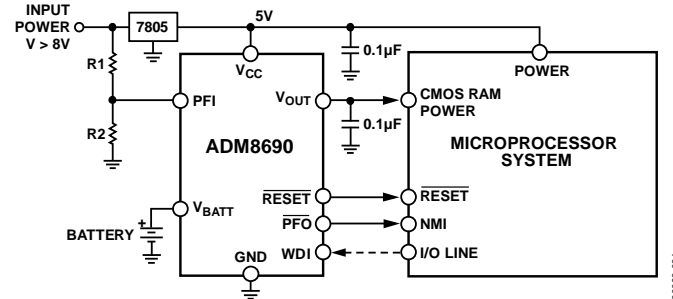 INPUT
POWER
V > 8V
7805
5V
R1
R2
0.1µF
0.1µF
VCC
PFI
VOUT
ADM8690
VBATT
BATTERY
+
RESET
PFO
WDI
GND
POWER
CMOS RAM
POWER
MICROPROCESSOR
SYSTEM
RESET
NMI
I/O LINE